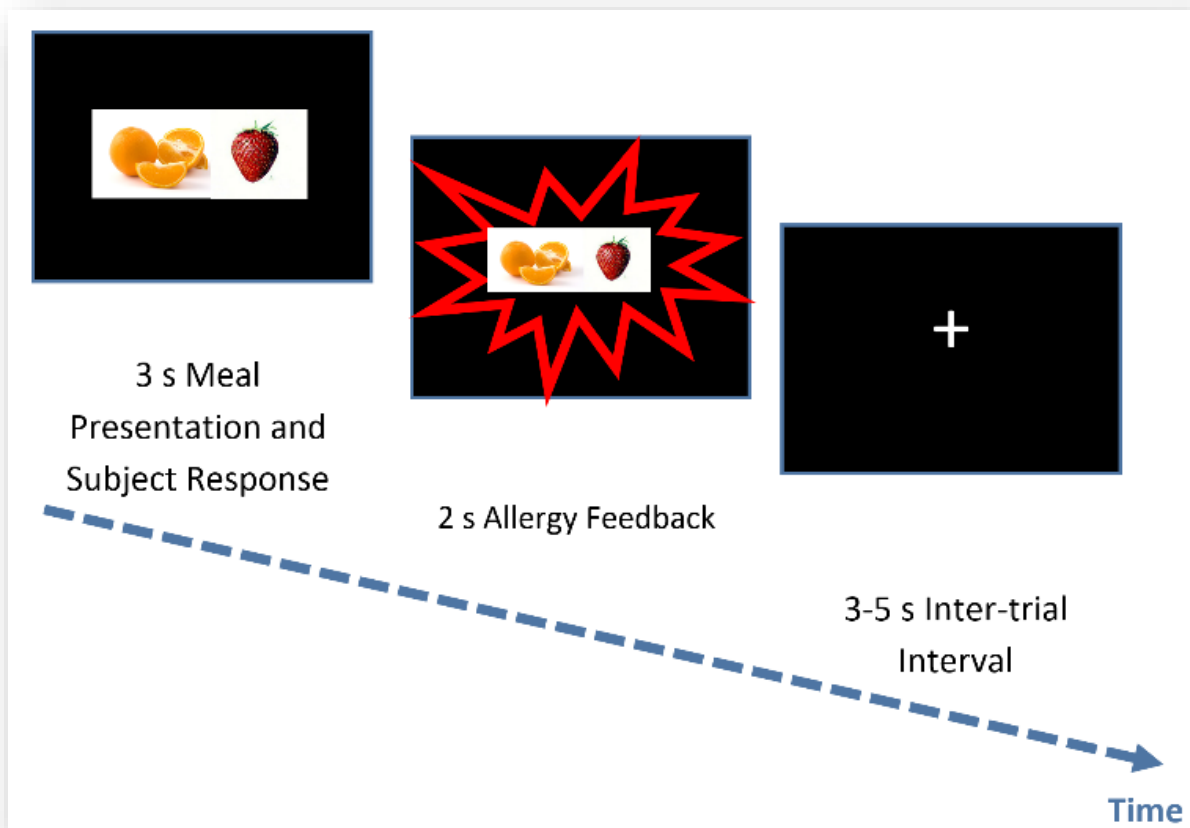 3 s Meal
Presentation and
Subject Response
2 s Allergy Feedback
3-5 s Inter-trial
Interval
Time